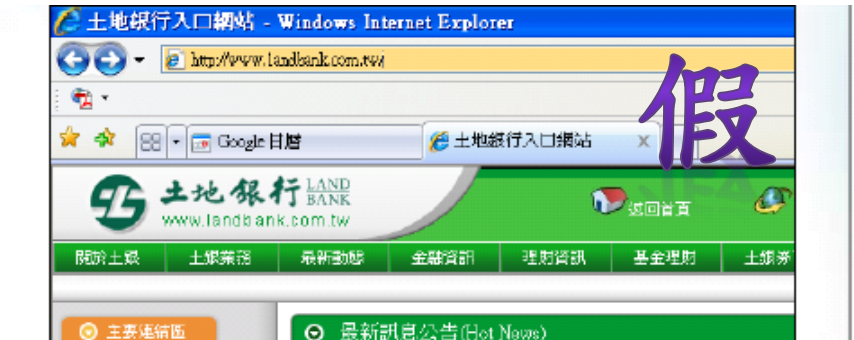 土地銀行入口網站 - Windows Internet Explorer
http://www.landbank.com.tw/
假
Google 日曆
土地銀行入口網站
X
土地銀行 LAND BANK
www.landbank.com.tw
返回首頁
關於土銀 土銀業務 最新動態 金融資訊 理財資訊 基金理財 土銀券
主要連結區
最新訊息公告(Hot News)